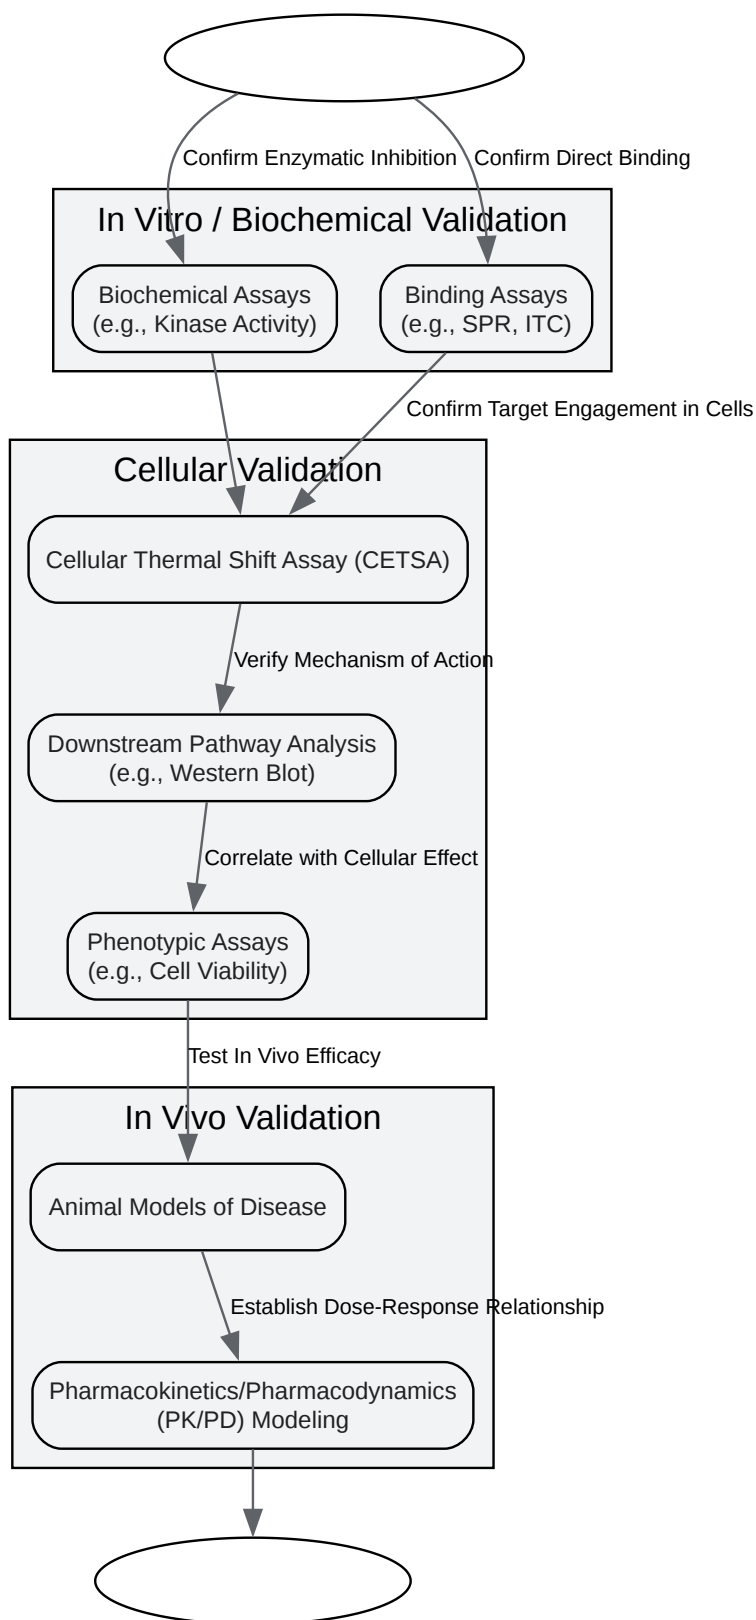 Confirm Enzymatic Inhibition
Confirm Direct Binding
In Vitro / Biochemical Validation
Biochemical Assays
(e.g., Kinase Activity)
Binding Assays
(e.g., SPR, ITC)
Confirm Target Engagement in Cells
Cellular Validation
Cellular Thermal Shift Assay (CETSA)
Verify Mechanism of Action
Downstream Pathway Analysis
(e.g., Western Blot)
Correlate with Cellular Effect
Phenotypic Assays
(e.g., Cell Viability)
Test In Vivo Efficacy
In Vivo Validation
Animal Models of Disease
Establish Dose-Response Relationship
Pharmacokinetics/Pharmacodynamics
(PK/PD) Modeling